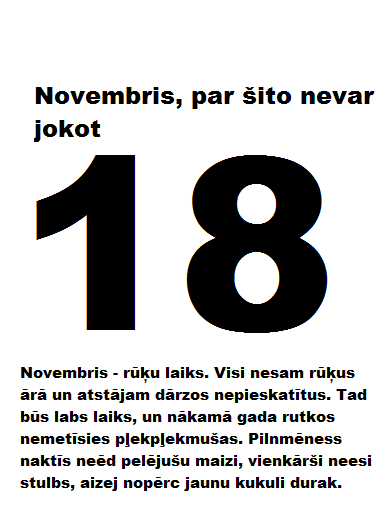 Novembris, par šito nevar
jokot
18
Novembris - rūķu laiks. Visi nesam rūķus
ārā un atstājam dārzos nepieskatītus. Tad
būs labs laiks, un nākamā gada rutkos
nemetīsies pļekpļekmušas. Pilnmēness
naktīs neēd pelējušu maizi, vienkārši neesi
stulbs, aizej nopērc jaunu kukuli durak.